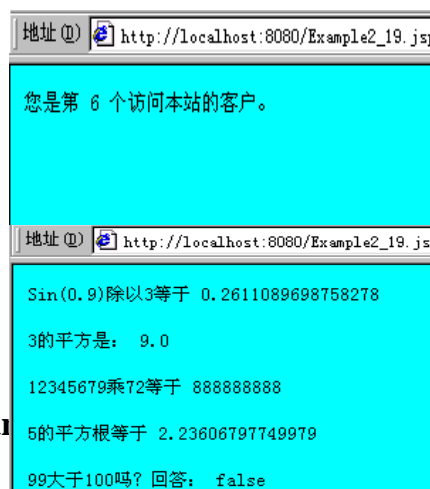 地址(D) http://localhost:8080/Example2_19.jsp
您是第 6 个访问本站的客户。
地址(D) http://localhost:8080/Example2_19.js
Sin(0.9)除以3等于 0.2611089698758278
3的平方是： 9.0
12345679乘72等于 888888888
5的平方根等于 2.23606797749979
99大于100吗？回答： false